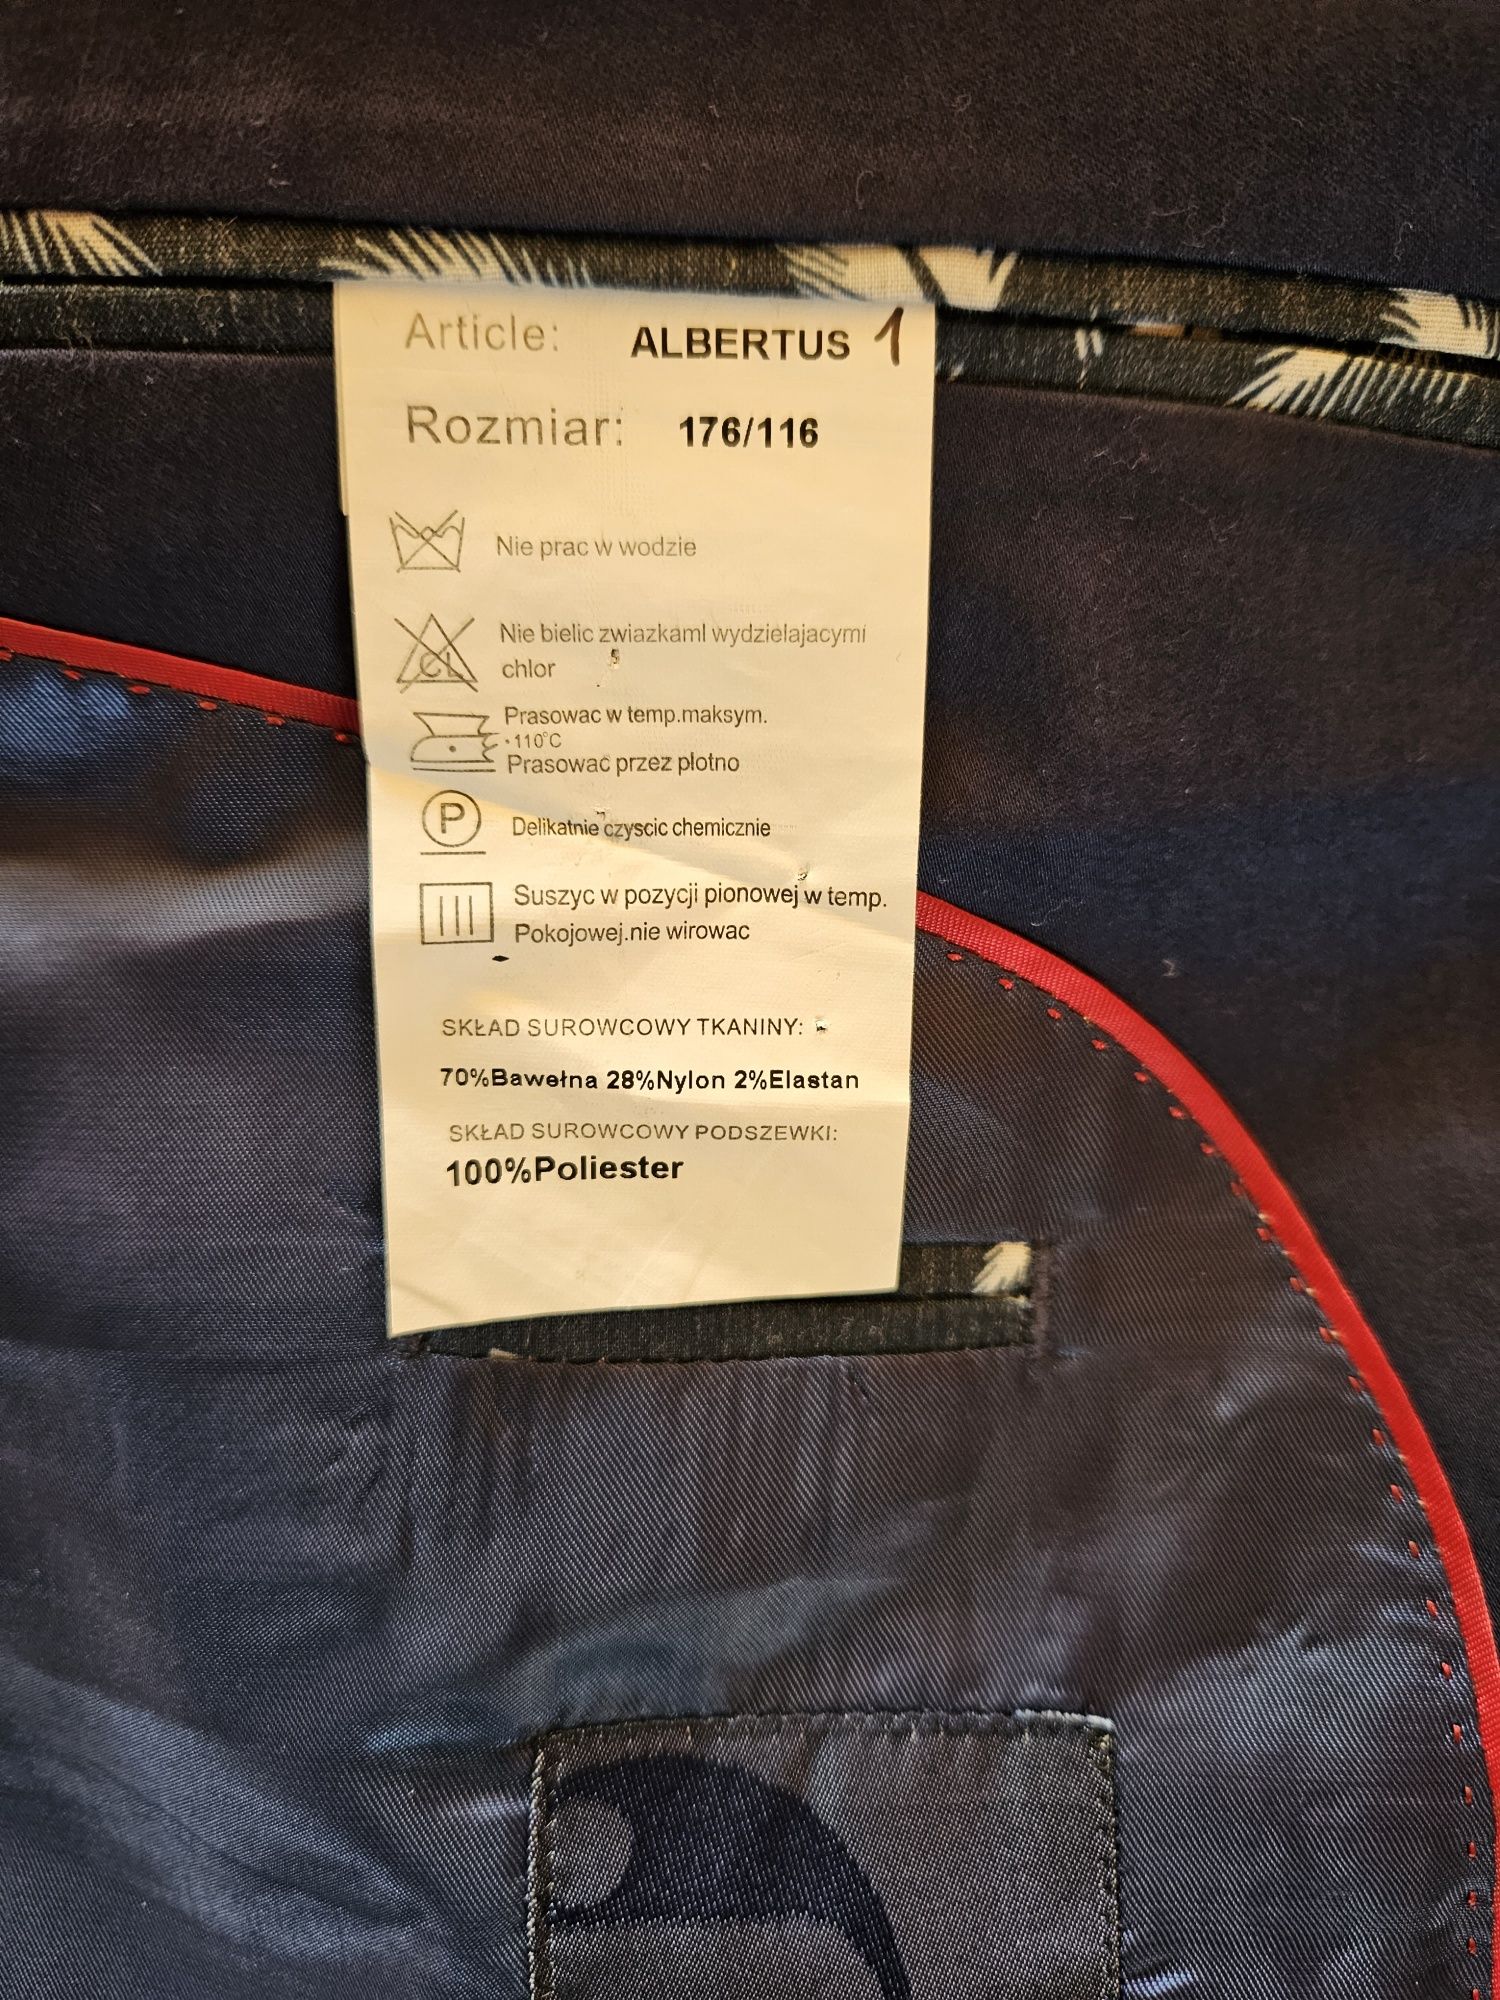 Article: ALBERTUS 1
Rozmiar: 176/116
Nie prac w wodzie
Nie bielic zwiazkaml wydzielajacymi
CL chlor
Prasowac w temp.maksym.
·110°C
Prasowac przez płotno
P Delikatnie czyscic chemicznie
Suszyc w pozycji pionowej w temp.
Pokojowej.nie wirowac
SKŁAD SUROWCOWY TKANINY:
70%Bawełna 28%Nylon 2%Elastan
SKŁAD SUROWCOWY PODSZEWKI:
100%Poliester